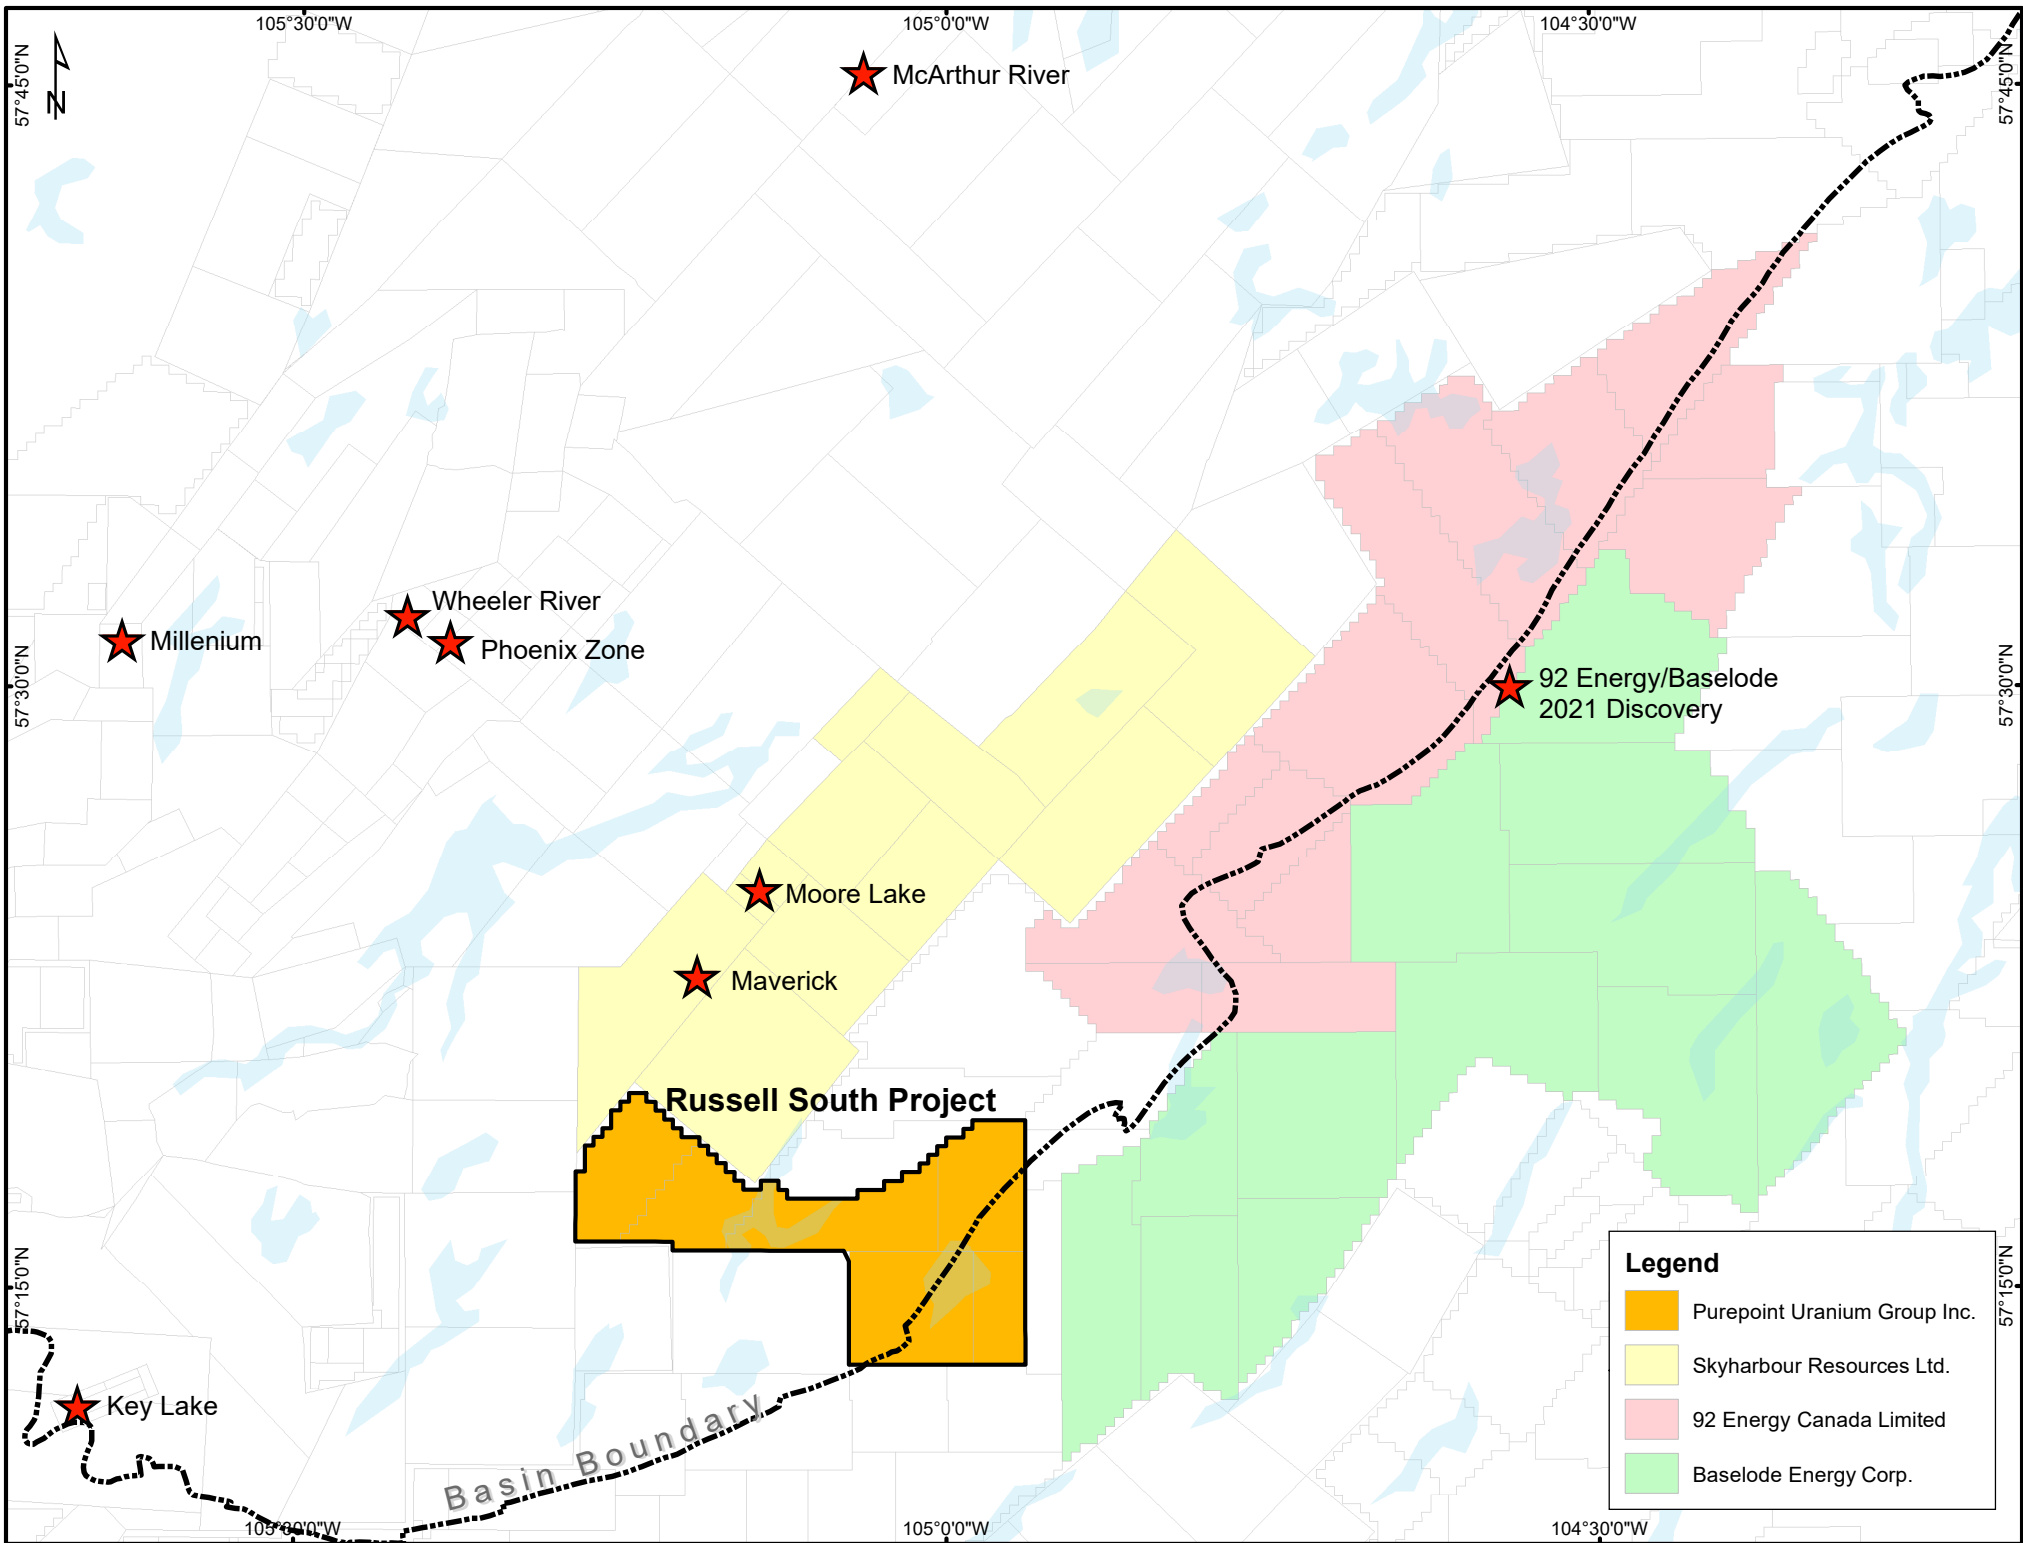 105°30'0"W
105°0'0"W
104°30'0"W
57°45'0"N
57°45'0"N
N
McArthur River
Wheeler River
Millenium
Phoenix Zone
57°30'0"N
57°30'0"N
92 Energy/Baselode
2021 Discovery
Moore Lake
Maverick
Russell South Project
57°15'0"N
57°15'0"N
Legend
Purepoint Uranium Group Inc.
Skyharbour Resources Ltd.
92 Energy Canada Limited
Baselode Energy Corp.
Key Lake
Basin Boundary
105°30'0"W
105°0'0"W
104°30'0"W